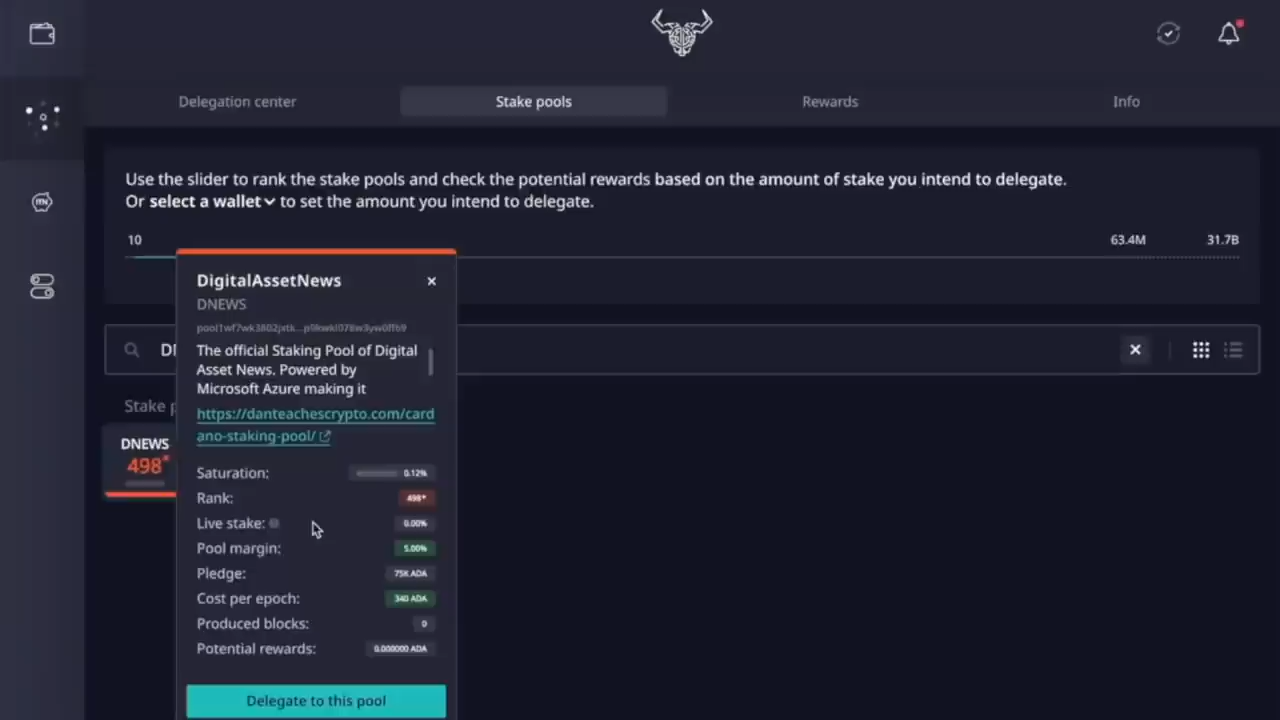 Delegation center
Stake pools
Rewards
Info
Use the slider to rank the stake pools and check the potential rewards based on the amount of stake you intend to delegate.
Or select a wallet to set the amount you intend to delegate.
10
63.4M
31.7B
DigitalAssetNews
DNEWS
The official Staking Pool of Digital
Asset News. Powered by
Microsoft Azure making it
https://danteachescrypto.com/card
ano-staking-pool/
Saturation: 0.12%
Rank: 498*
Live stake: 0.00%
Pool margin: 5.00%
Pledge: 75K ADA
Cost per epoch: 340 ADA
Produced blocks: 0
Potential rewards: 0.000000 ADA
Delegate to this pool
Stake p
DNEWS
498*